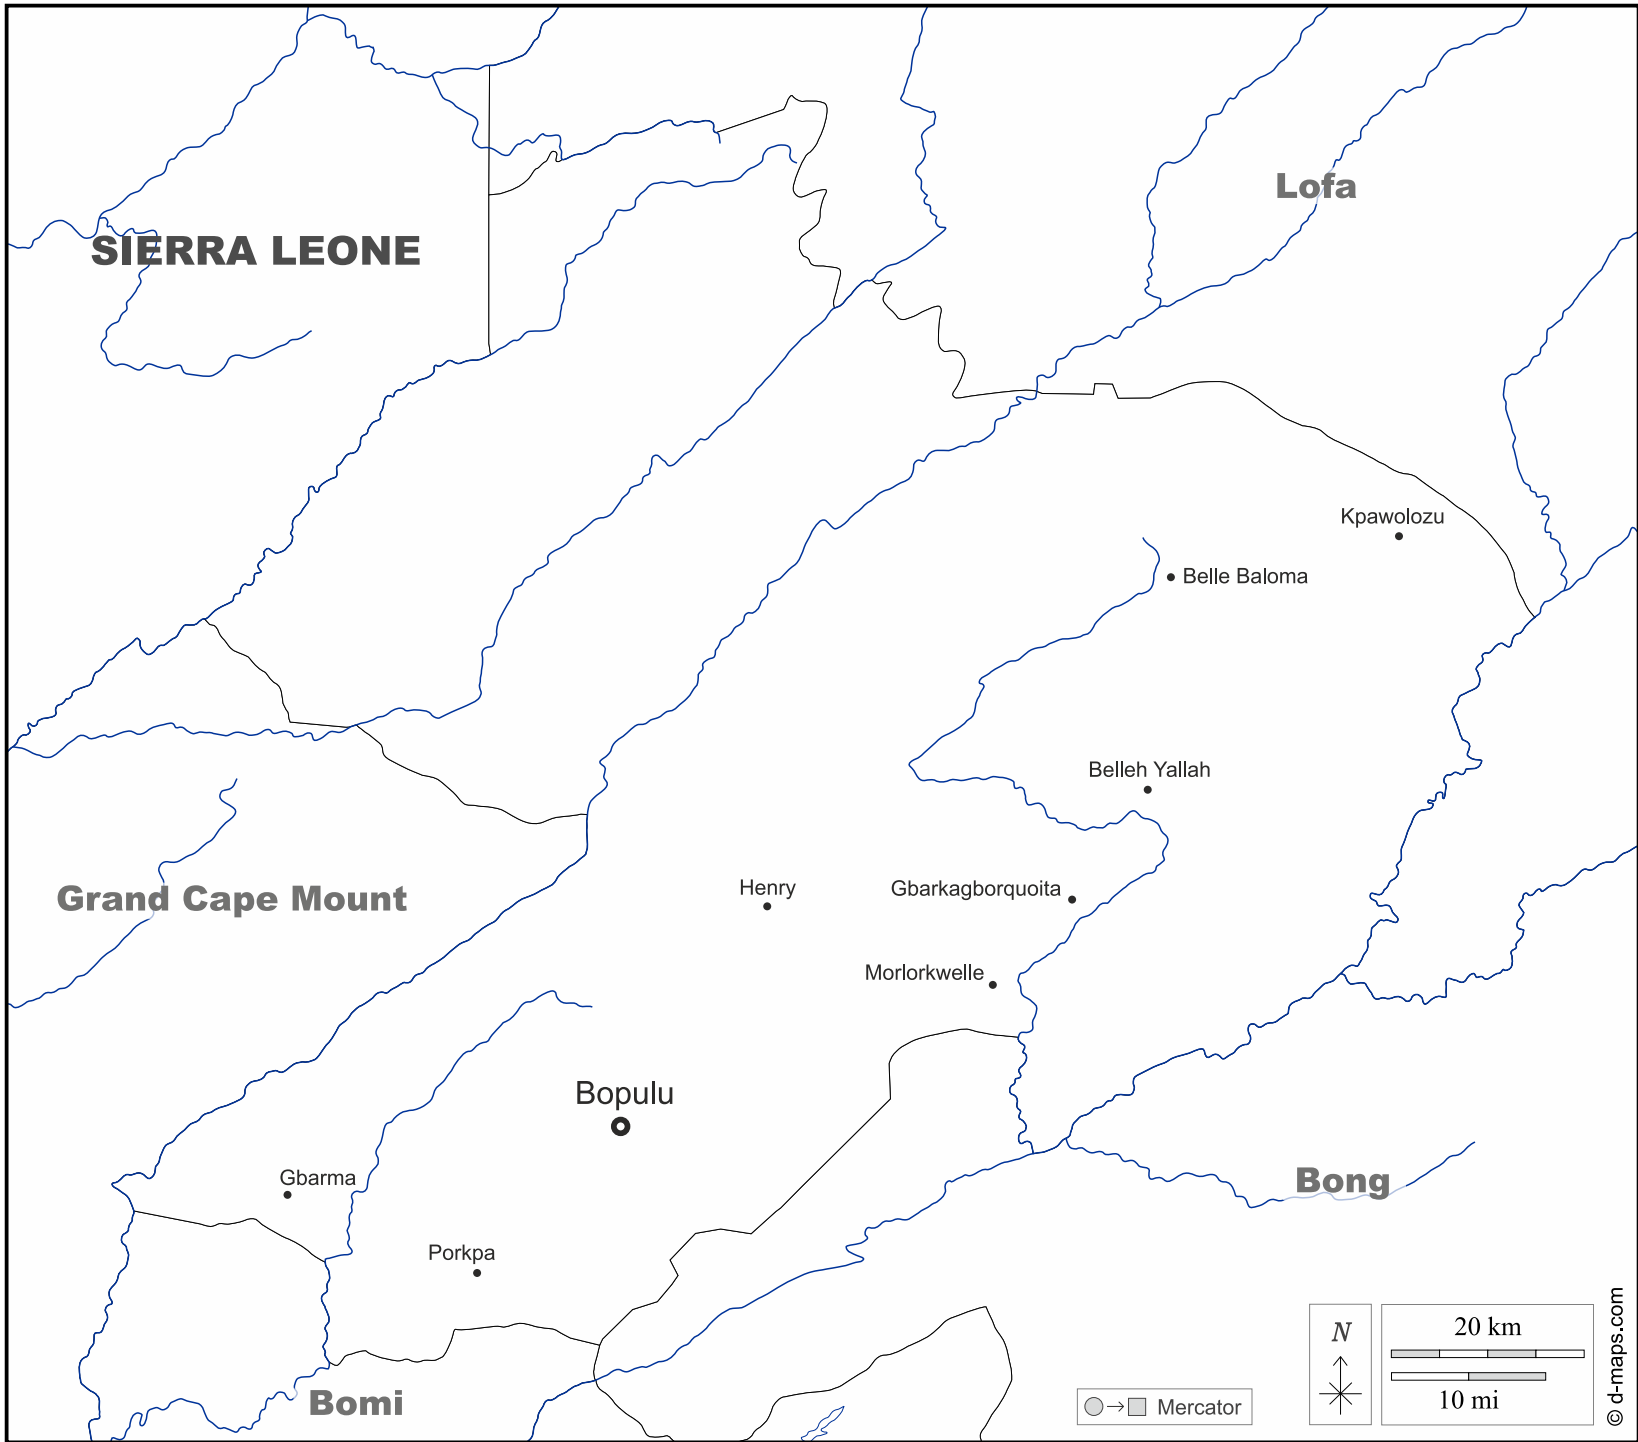 Lofa
SIERRA LEONE
Kpawolozu
Belle Baloma
Belleh Yallah
Henry
Gbarkagborquoita
Grand Cape Mount
Morlorkwelle
Bopulu
Gbarma
Bong
Porkpa
Bomi
N
20 km
10 mi
Mercator
© d-maps.com